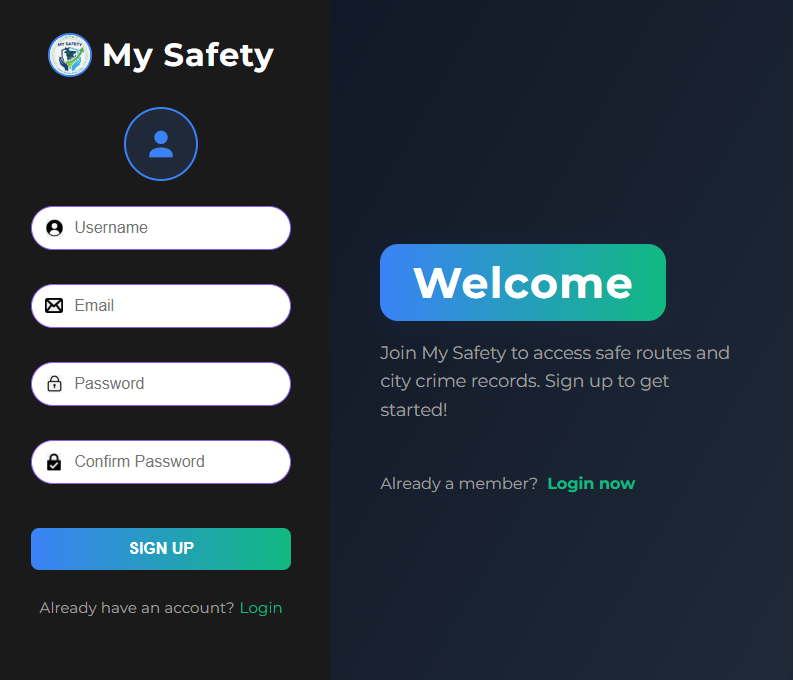 MY SAFETY
My Safety
Username
Email
Password
Confirm Password
SIGN UP
Already have an account? Login
Welcome
Join My Safety to access safe routes and
city crime records. Sign up to get
started!
Already a member? Login now